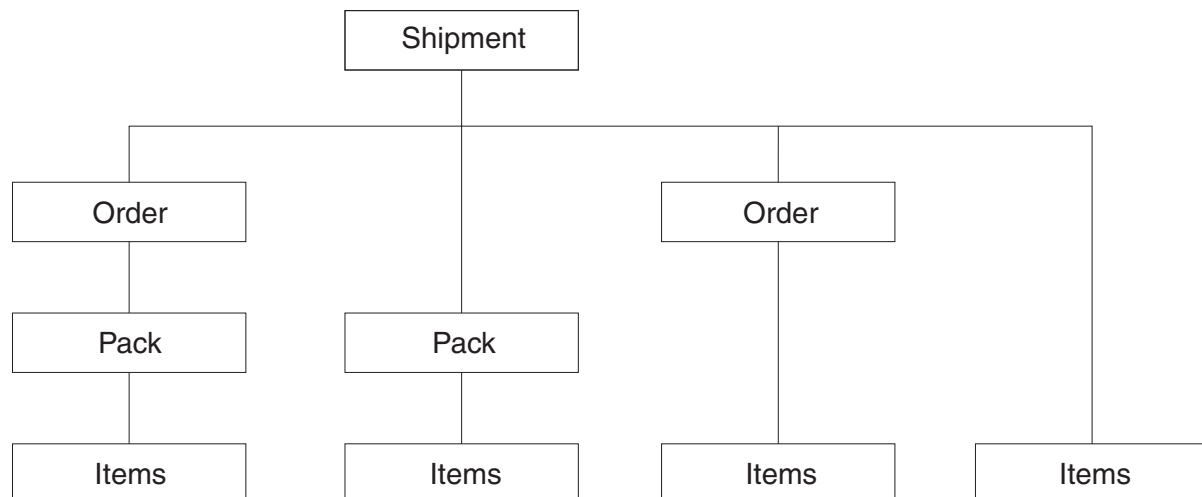 Shipment
Order
Order
Pack
Pack
Items
Items
Items
Items